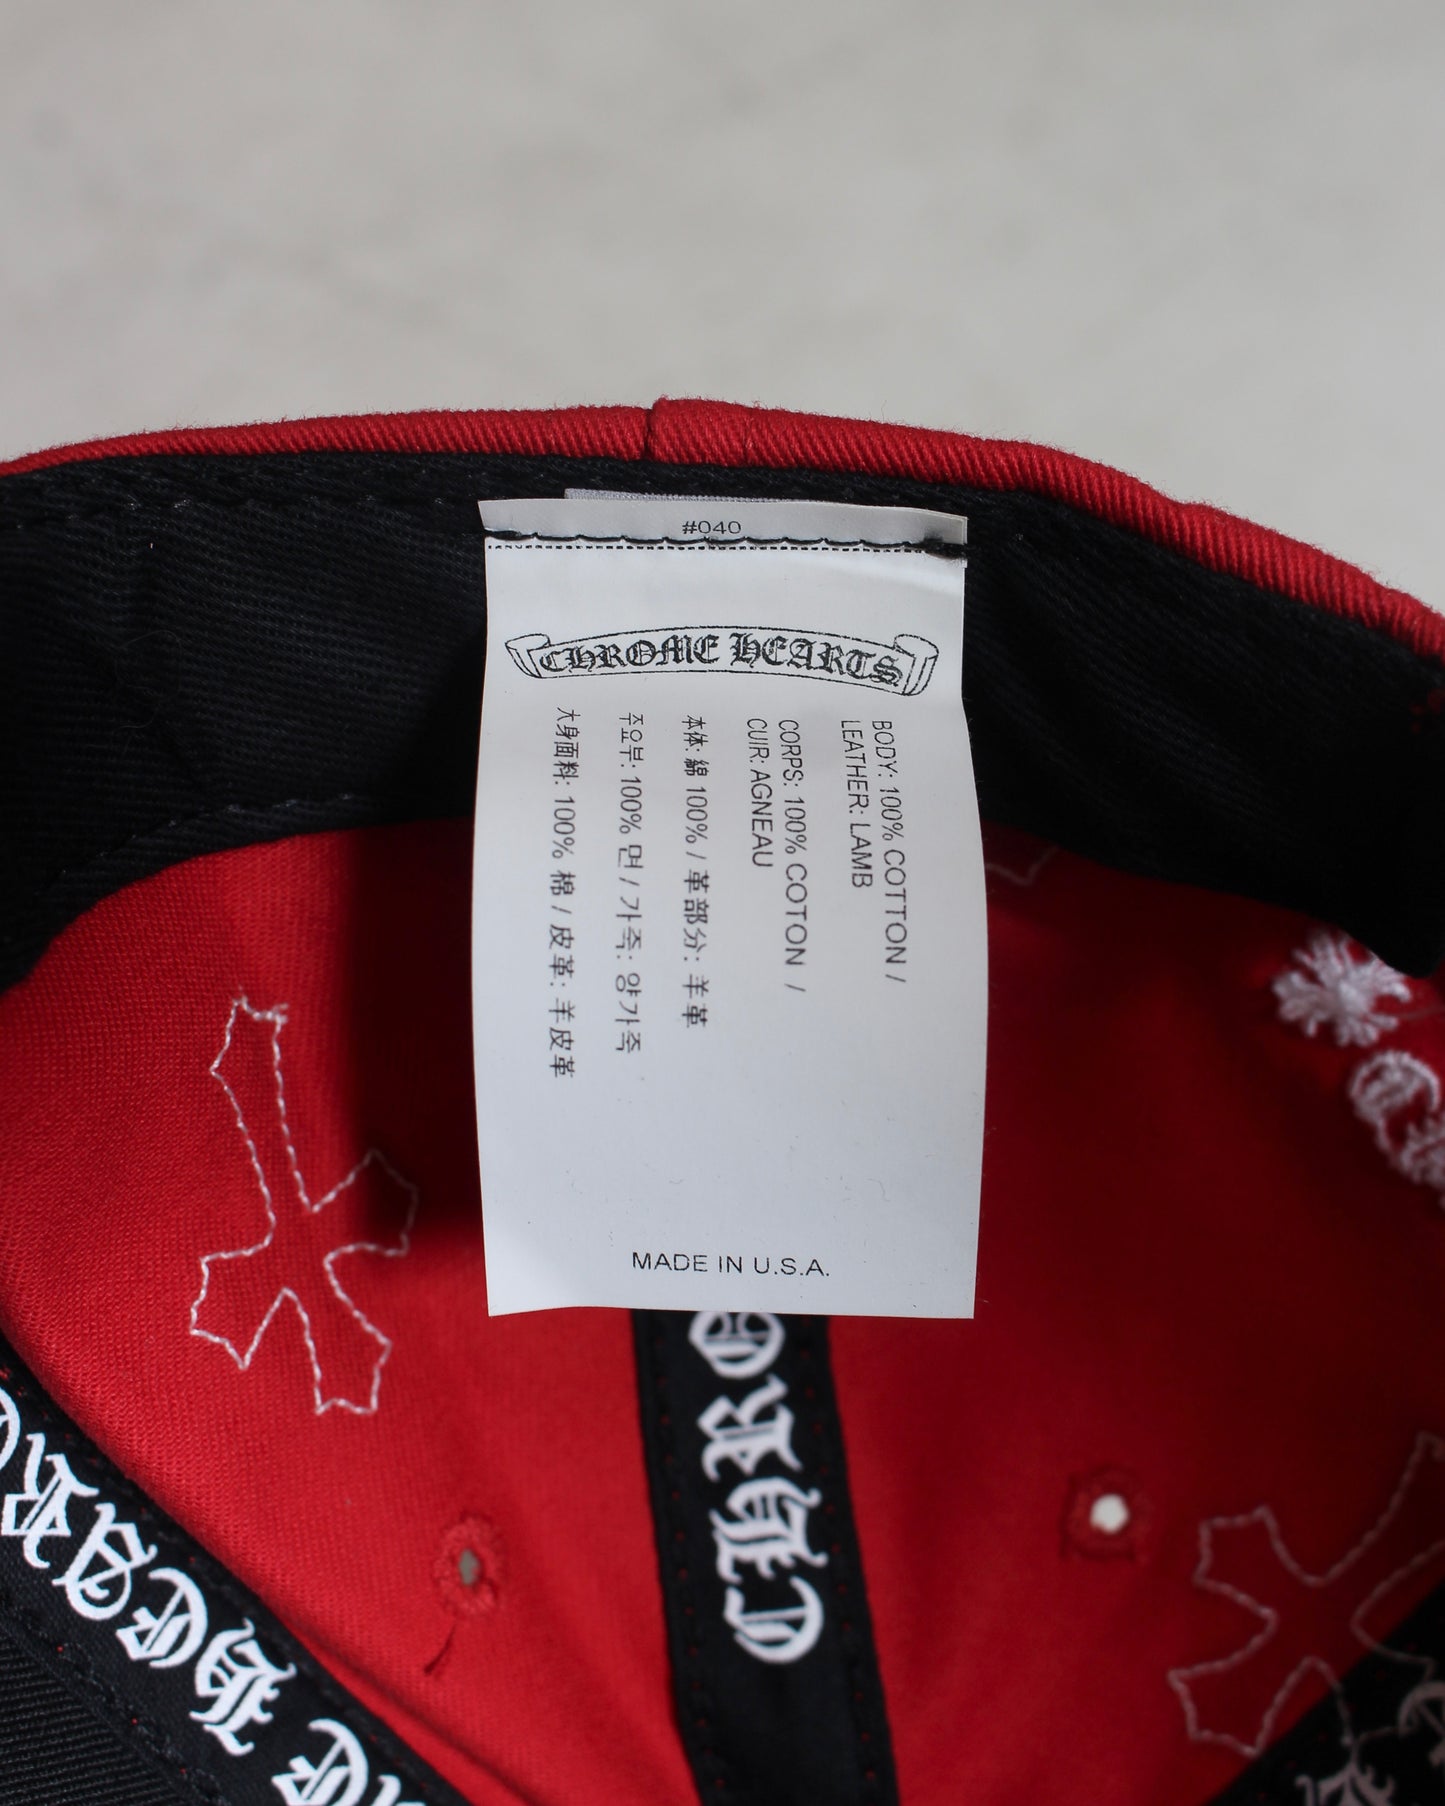 #040
CHROME HEARTS
BODY: 100% COTTON /
LEATHER: LAMB
CORPS: 100% COTON /
CUIR: AGNEAU
本体: 綿 100% / 革部分: 羊革
주요부: 100% 면 / 가죽: 양가죽
大身面料: 100% 棉 / 皮革: 羊皮革
MADE IN U.S.A.
CHRO
HEAR